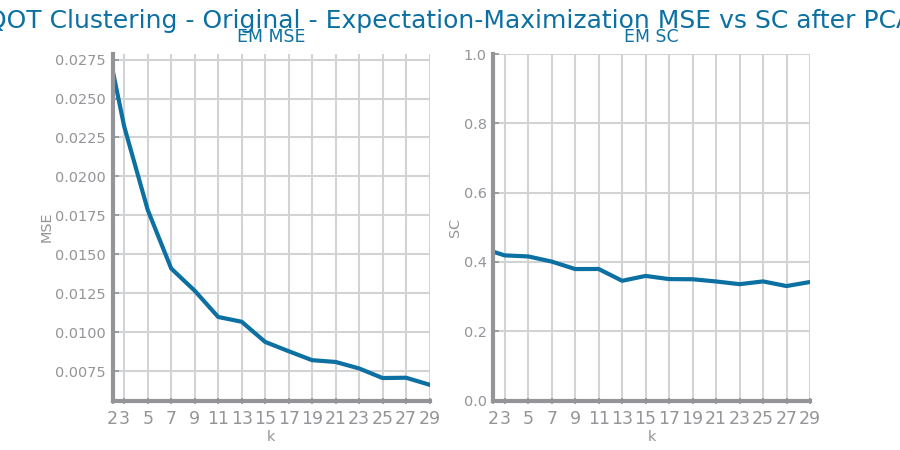 QOT Clustering - Original - Expectation-Maximization MSE vs SC after PCA
EM MSE
0.0275
0.0250
0.0225
0.0200
0.0175
0.0150
0.0125
0.0100
0.0075
MSE
2 3 5 7 9 11 13 15 17 19 21 23 25 27 29
k
EM SC
1.0
0.8
0.6
0.4
0.2
0.0
SC
2 3 5 7 9 11 13 15 17 19 21 23 25 27 29
k